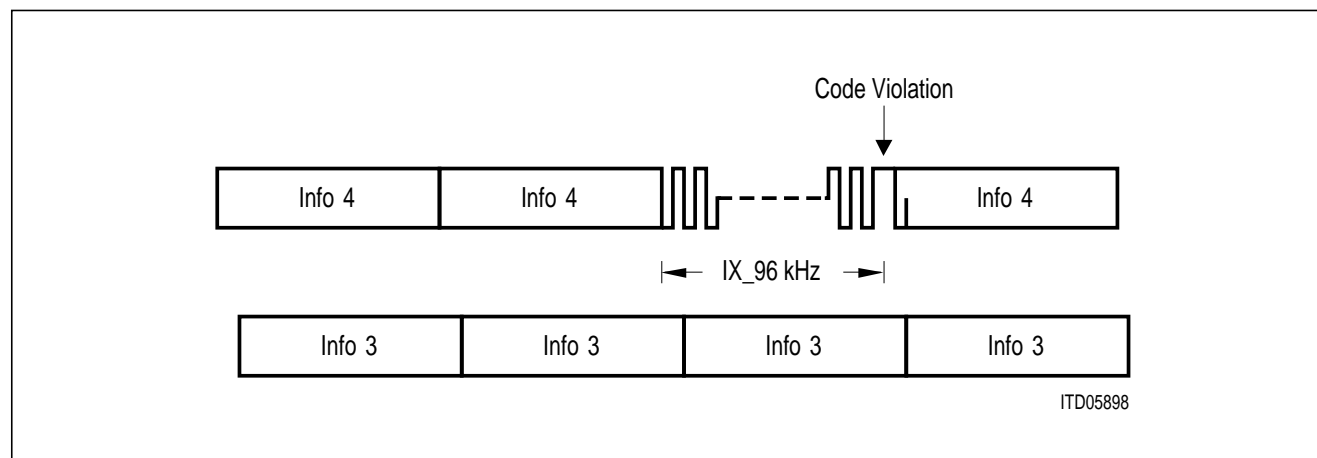 Code Violation
Info 4 Info 4 Info 4
IX_96 kHz
Info 3 Info 3 Info 3 Info 3
ITD05898